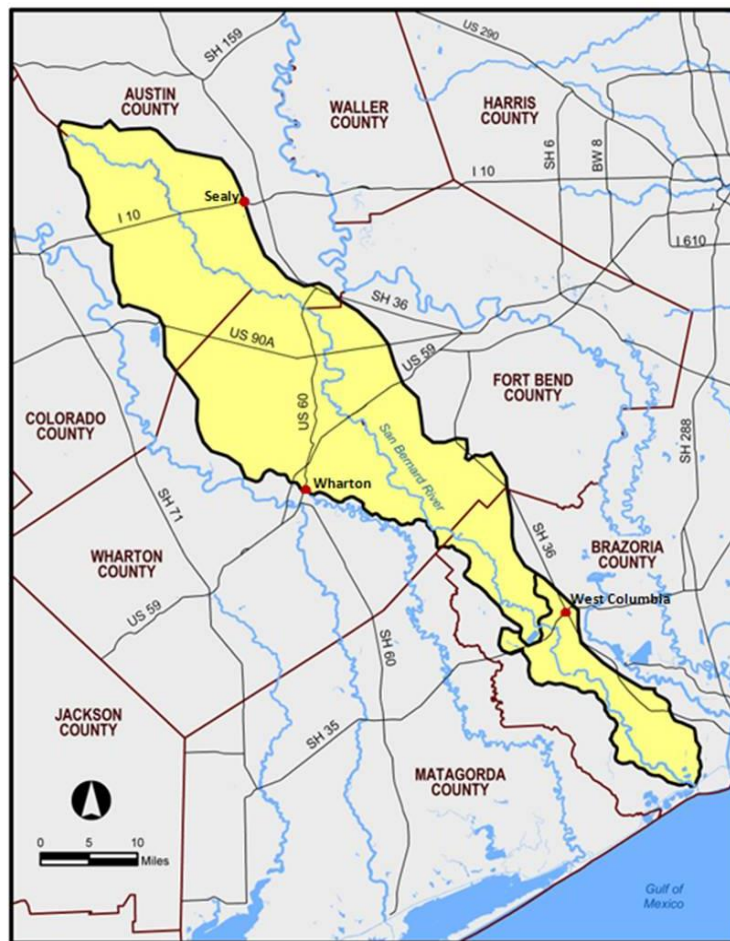 SH 159
US 290
AUSTIN
COUNTY
WALLER
COUNTY
HARRIS
COUNTY
SH 6
BW 8
I 10
Sealy
I 10
I 610
SH 36
US 90A
US 59
FORT BEND
COUNTY
COLORADO
COUNTY
US 60
SH 288
San Bernard River
Wharton
SH 71
SH 36
WHARTON
COUNTY
BRAZORIA
COUNTY
West Columbia
US 59
SH 60
JACKSON
COUNTY
SH 35
MATAGORDA
COUNTY
0 5 10
Miles
Gulf of
Mexico